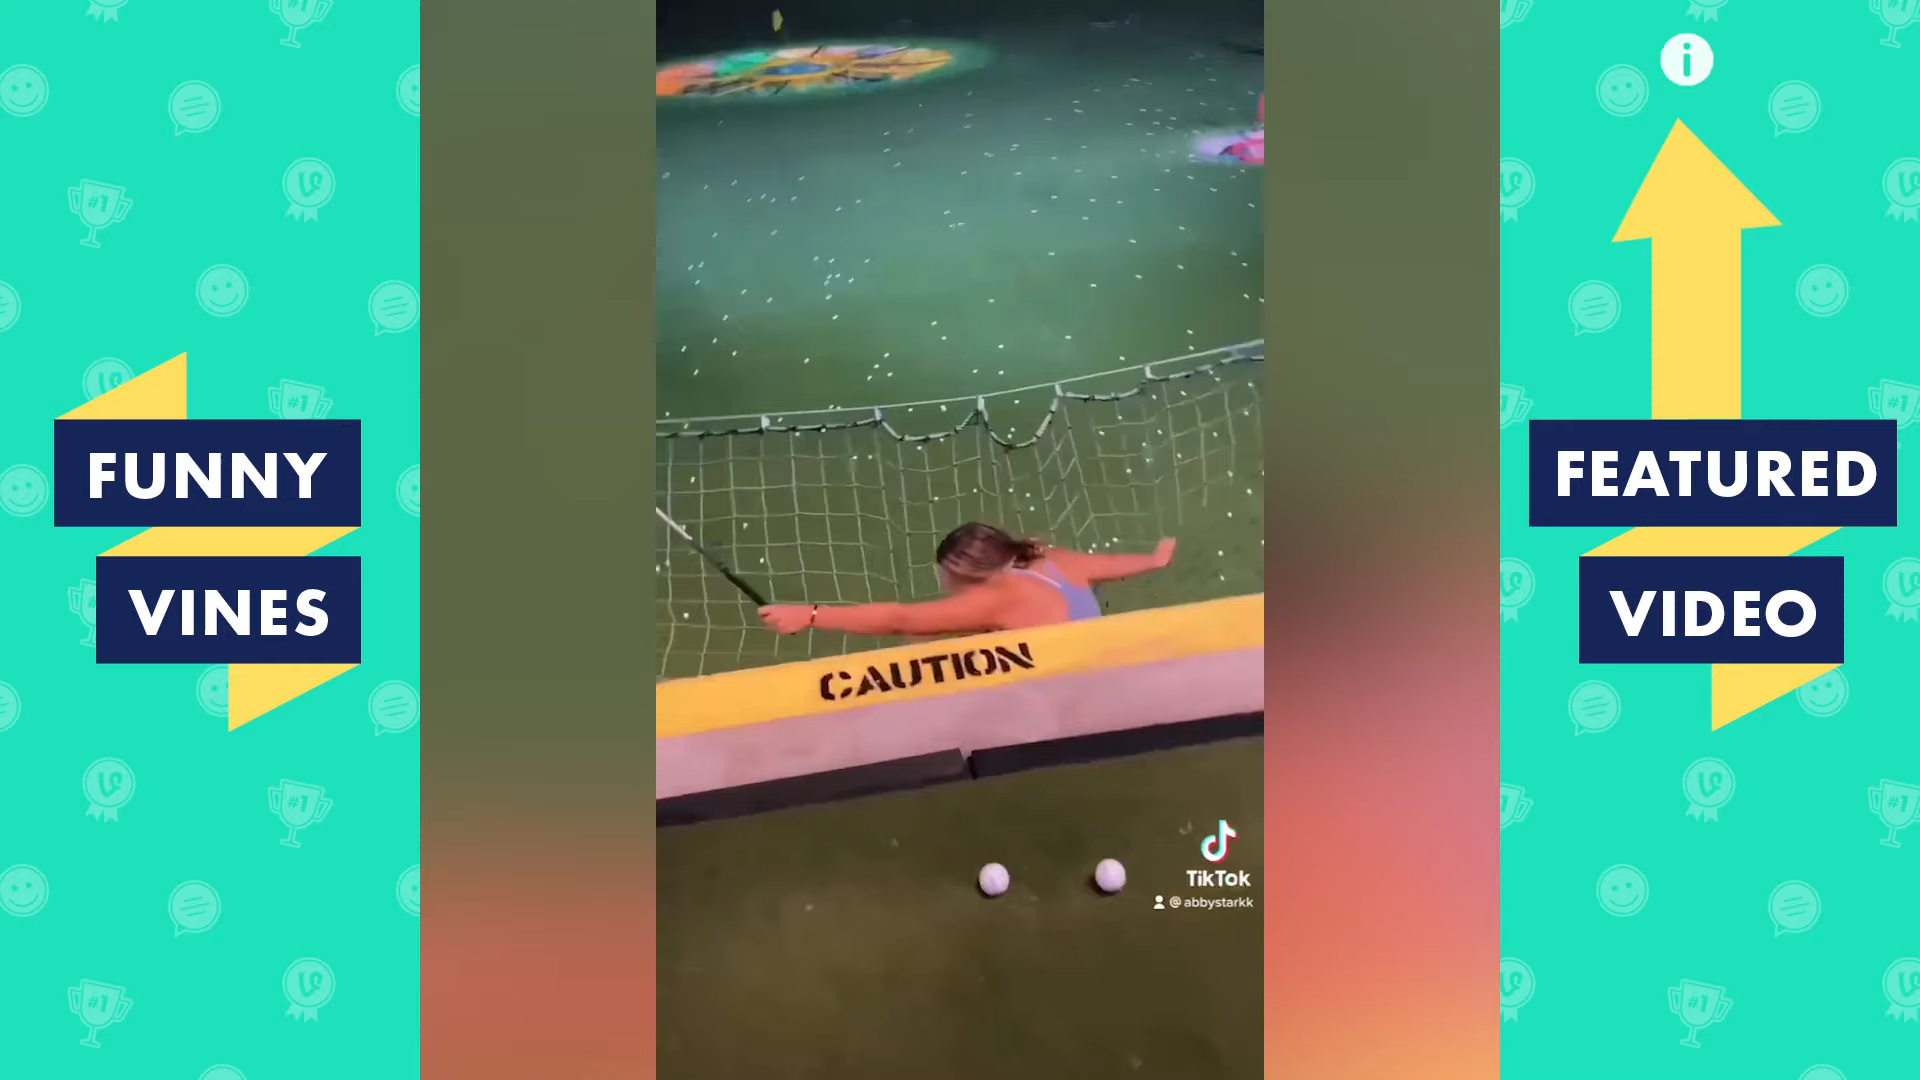 FUNNY
VINES
CAUTION
TikTok
@abbystarkk
FEATURED
VIDEO